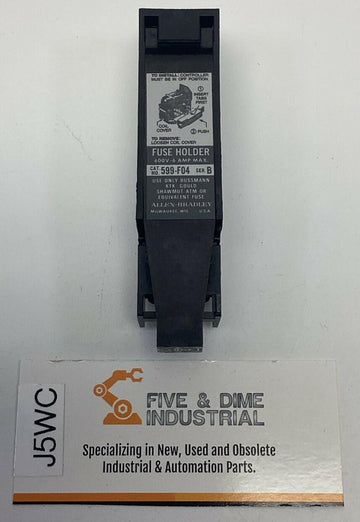 TO INSTALL: CONTROLLER
MUST BE IN OFF POSITION.
① INSERT
TABS
FIRST
COIL
COVER
② PUSH
TO REMOVE:
LOOSEN COIL COVER
FUSE HOLDER
600V-6 AMP MAX.
CAT
NO. 599-F04 SER B
USE ONLY BUSSMANN
KTK GOULD
SHAWMUT ATM OR
EQUIVALENT FUSE
ALLEN-BRADLEY
MILWAUKEE, WIS. U.S.A.
J5WC
FIVE & DIME
INDUSTRIAL
Specializing in New, Used and Obsolete
Industrial & Automation Parts.